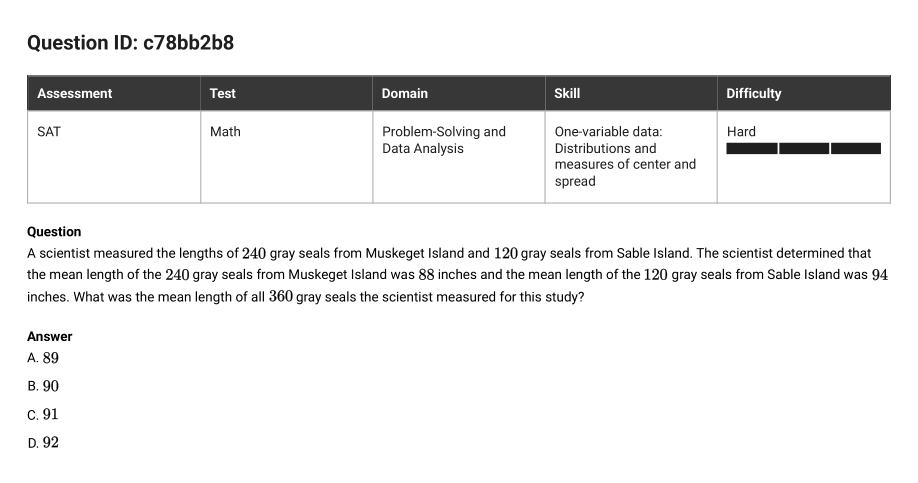 Question ID: c78bb2b8
Assessment Test Domain Skill Difficulty
SAT Math Problem-Solving and Data Analysis One-variable data: Distributions and measures of center and spread Hard
Question
A scientist measured the lengths of 240 gray seals from Muskeget Island and 120 gray seals from Sable Island. The scientist determined that
the mean length of the 240 gray seals from Muskeget Island was 88 inches and the mean length of the 120 gray seals from Sable Island was 94
inches. What was the mean length of all 360 gray seals the scientist measured for this study?
Answer
A. 89
B. 90
C. 91
D. 92